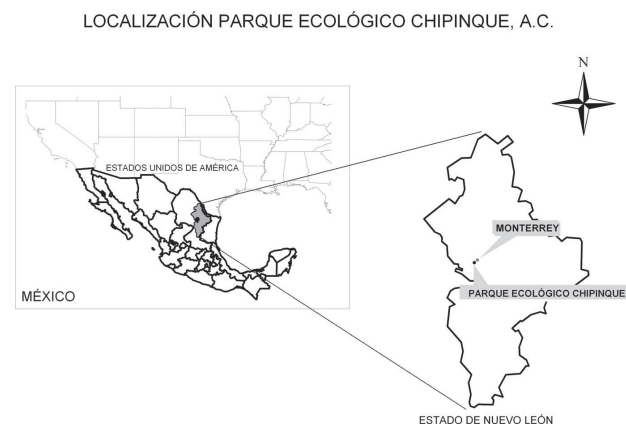 LOCALIZACIÓN PARQUE ECOLÓGICO CHIPINQUE, A.C.
N
ESTADOS UNIDOS DE AMÉRICA
MONTERREY
PARQUE ECOLÓGICO CHIPINQUE
MÉXICO
ESTADO DE NUEVO LEÓN